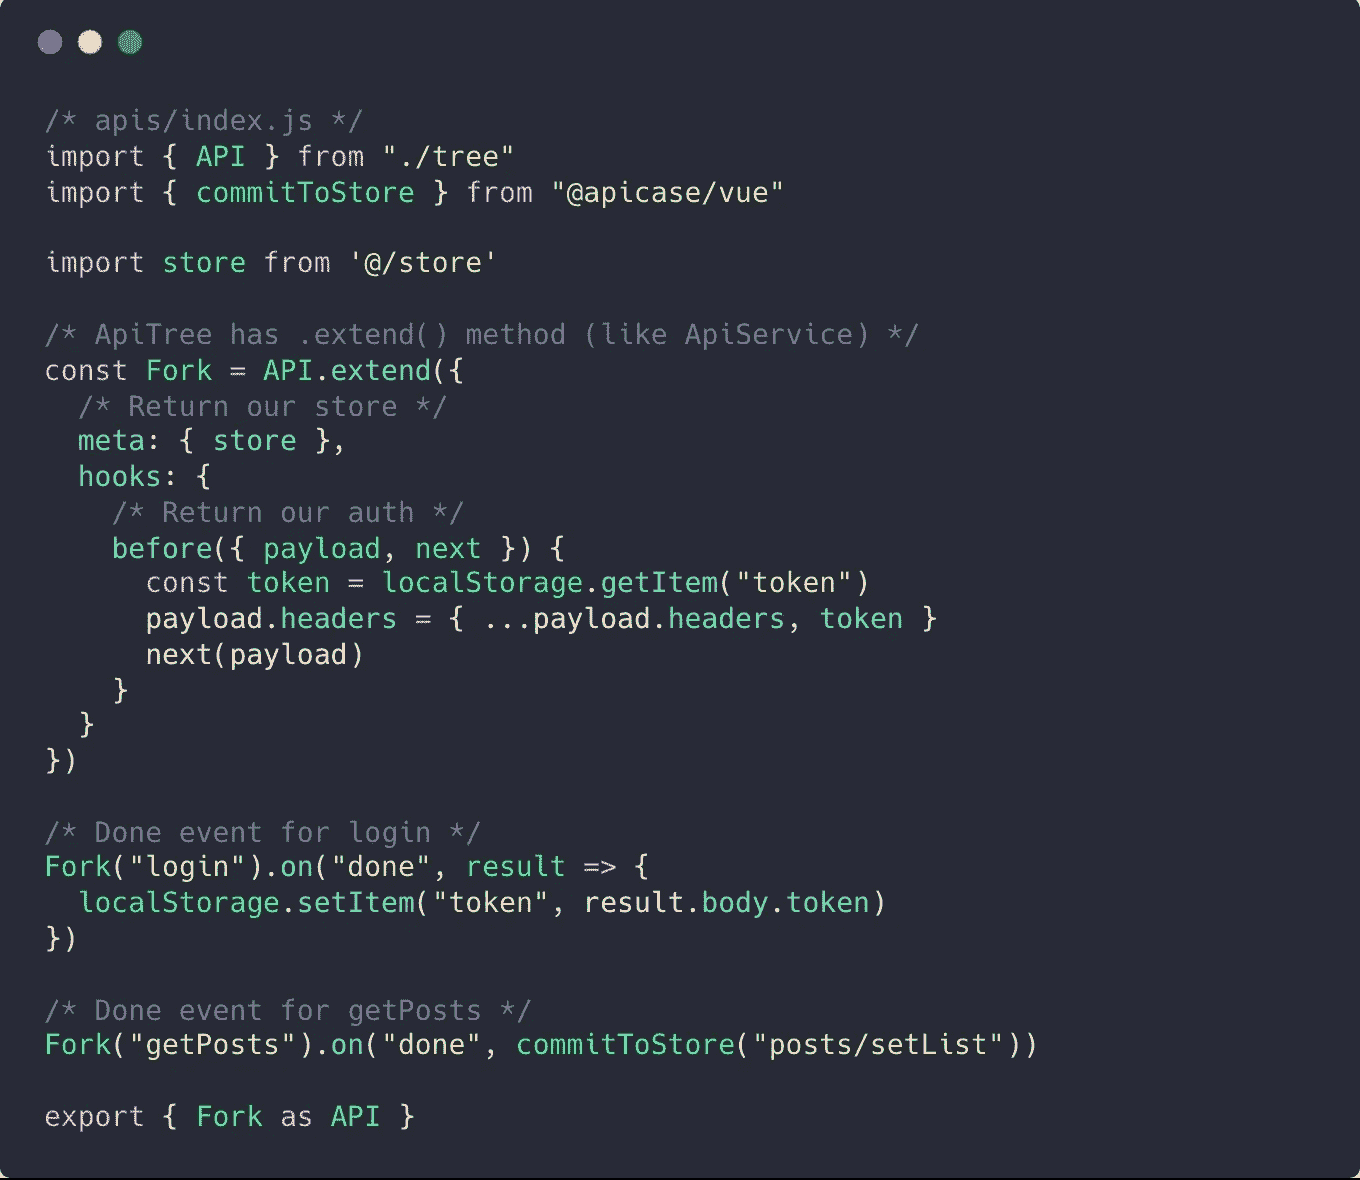 /* apis/index.js */
import { API } from "./tree"
import { commitToStore } from "@apicase/vue"

import store from '@/store'

/* ApiTree has .extend() method (like ApiService) */
const Fork = API.extend({
  /* Return our store */
  meta: { store },
  hooks: {
    /* Return our auth */
    before({ payload, next }) {
      const token = localStorage.getItem("token")
      payload.headers = { ...payload.headers, token }
      next(payload)
    }
  }
})

/* Done event for login */
Fork("login").on("done", result => {
  localStorage.setItem("token", result.body.token)
})

/* Done event for getPosts */
Fork("getPosts").on("done", commitToStore("posts/setList"))

export { Fork as API }